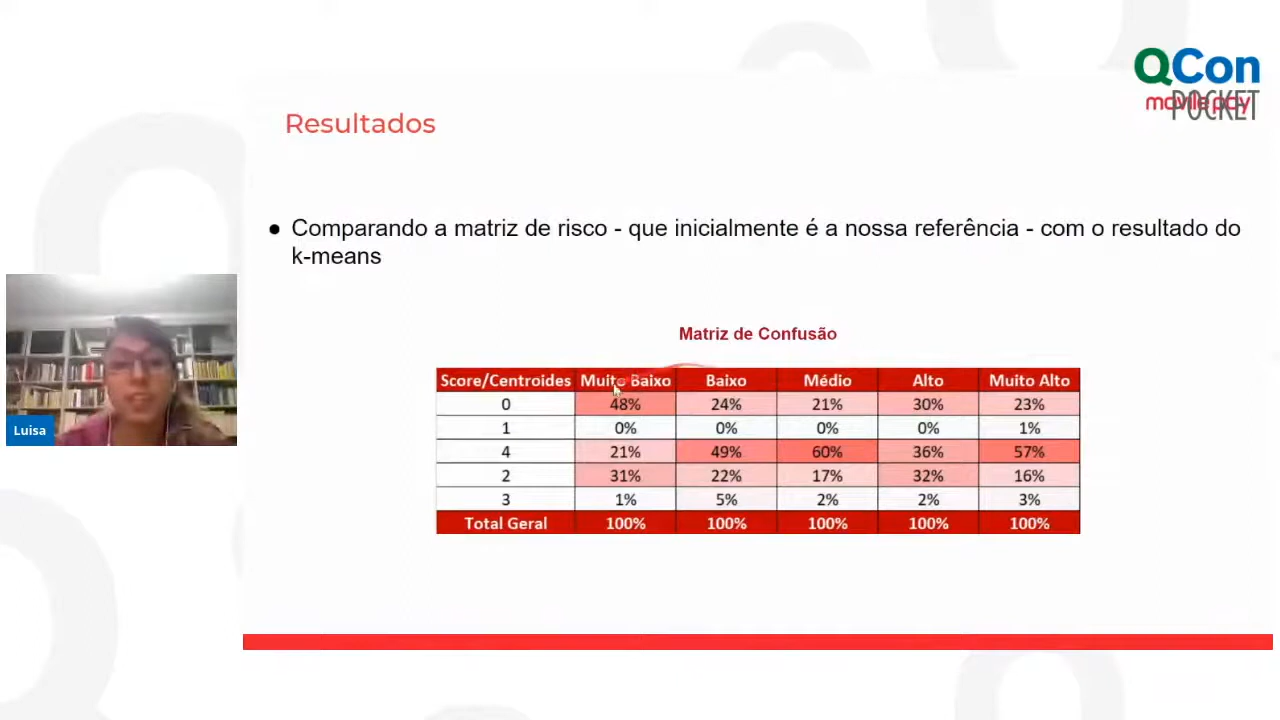 QCon
movile pay
POCKET
Resultados
● Comparando a matriz de risco - que inicialmente é a nossa referência - com o resultado do
k-means
Luisa
Matriz de Confusão
Score/Centroides Muito Baixo Baixo Médio Alto Muito Alto
0 48% 24% 21% 30% 23%
1 0% 0% 0% 0% 1%
4 21% 49% 60% 36% 57%
2 31% 22% 17% 32% 16%
3 1% 5% 2% 2% 3%
Total Geral 100% 100% 100% 100% 100%